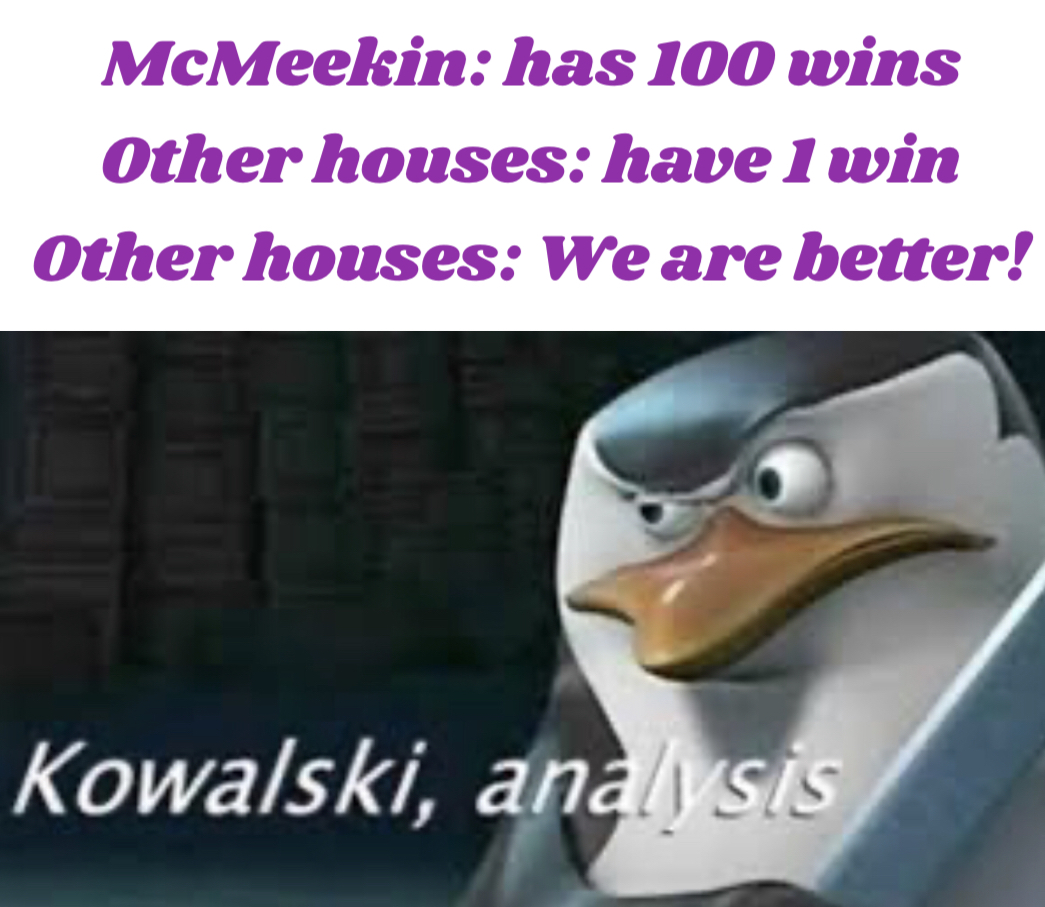 McMeekin: has 100 wins
Other houses: have 1 win
Other houses: We are better!
Kowalski, analysis